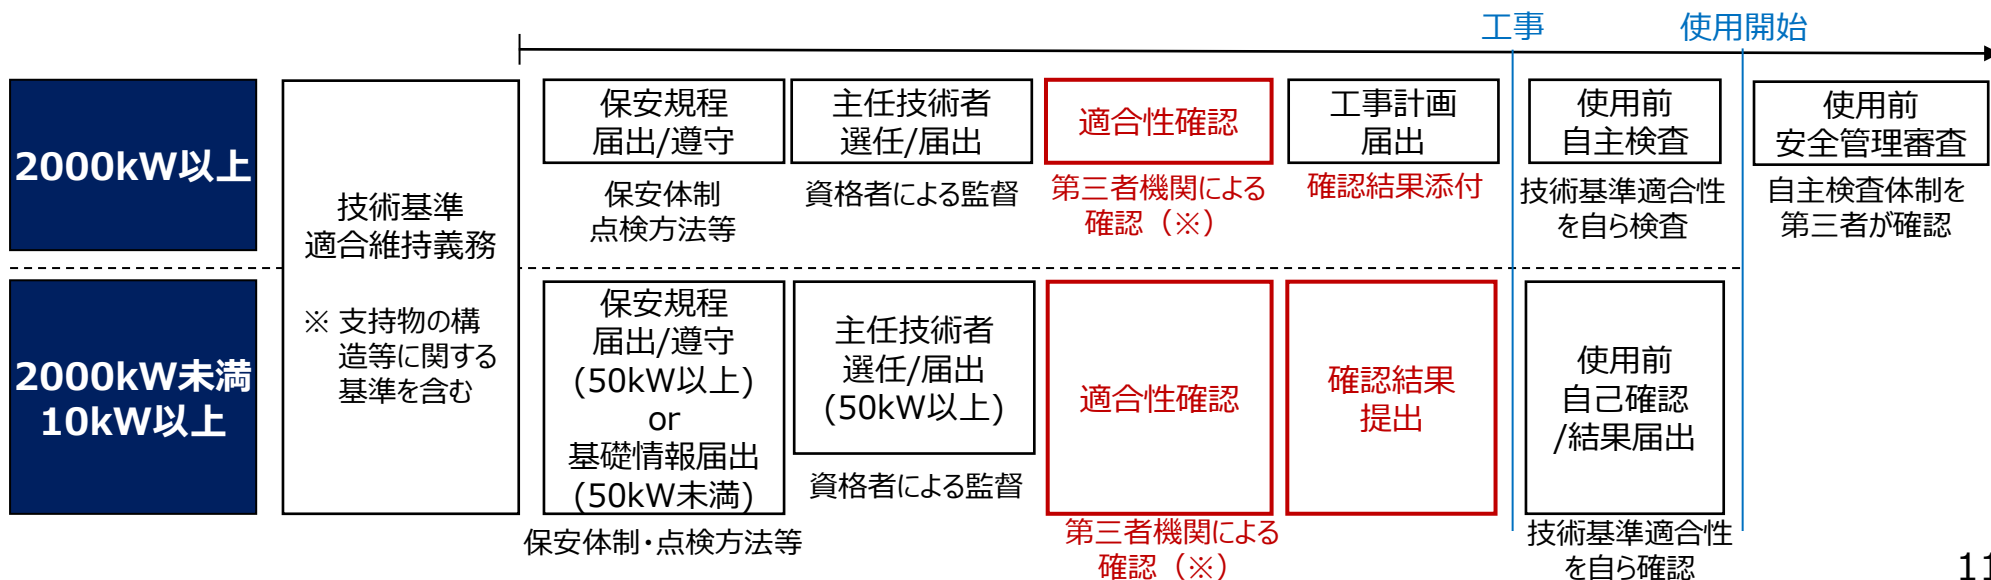 工事
使用開始
2000kW以上
技術基準
適合維持義務
※ 支持物の構
造等に関する
基準を含む
保安規程
届出/遵守
保安体制
点検方法等
主任技術者
選任/届出
資格者による監督
適合性確認
第三者機関による
確認（※）
工事計画
届出
確認結果添付
使用前
自主検査
技術基準適合性
を自ら検査
使用前
安全管理審査
自主検査体制を
第三者が確認
2000kW未満
10kW以上
保安規程
届出/遵守
(50kW以上)
or
基礎情報届出
(50kW未満)
保安体制・点検方法等
主任技術者
選任/届出
(50kW以上)
資格者による監督
適合性確認
第三者機関による
確認（※）
確認結果
提出
使用前
自己確認
/結果届出
技術基準適合性
を自ら確認
11